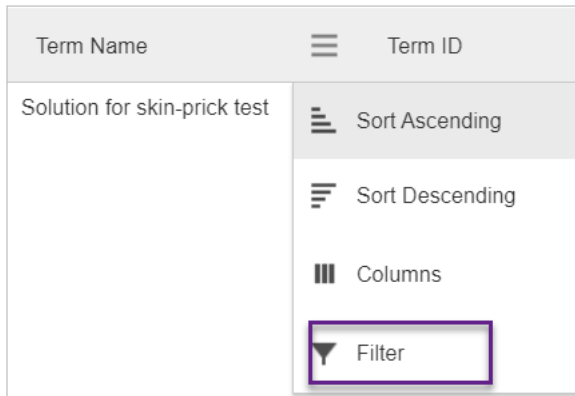 Term Name
Term ID
Solution for skin-prick test
Sort Ascending
Sort Descending
Columns
Filter